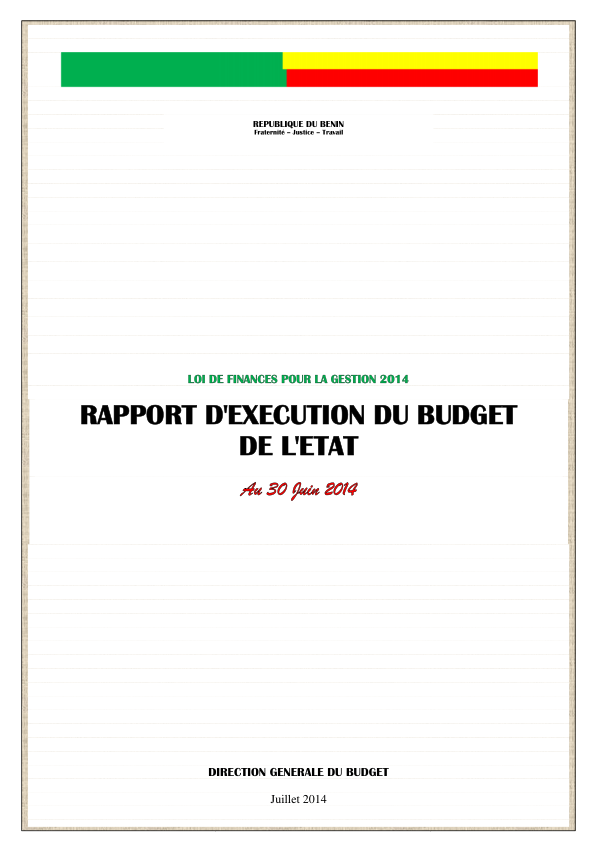 REPUBLIQUE DU BENIN
Fraternité – Justice – Travail
LOI DE FINANCES POUR LA GESTION 2014
RAPPORT D'EXECUTION DU BUDGET
DE L'ETAT
Au 30 Juin 2014
DIRECTION GENERALE DU BUDGET
Juillet 2014